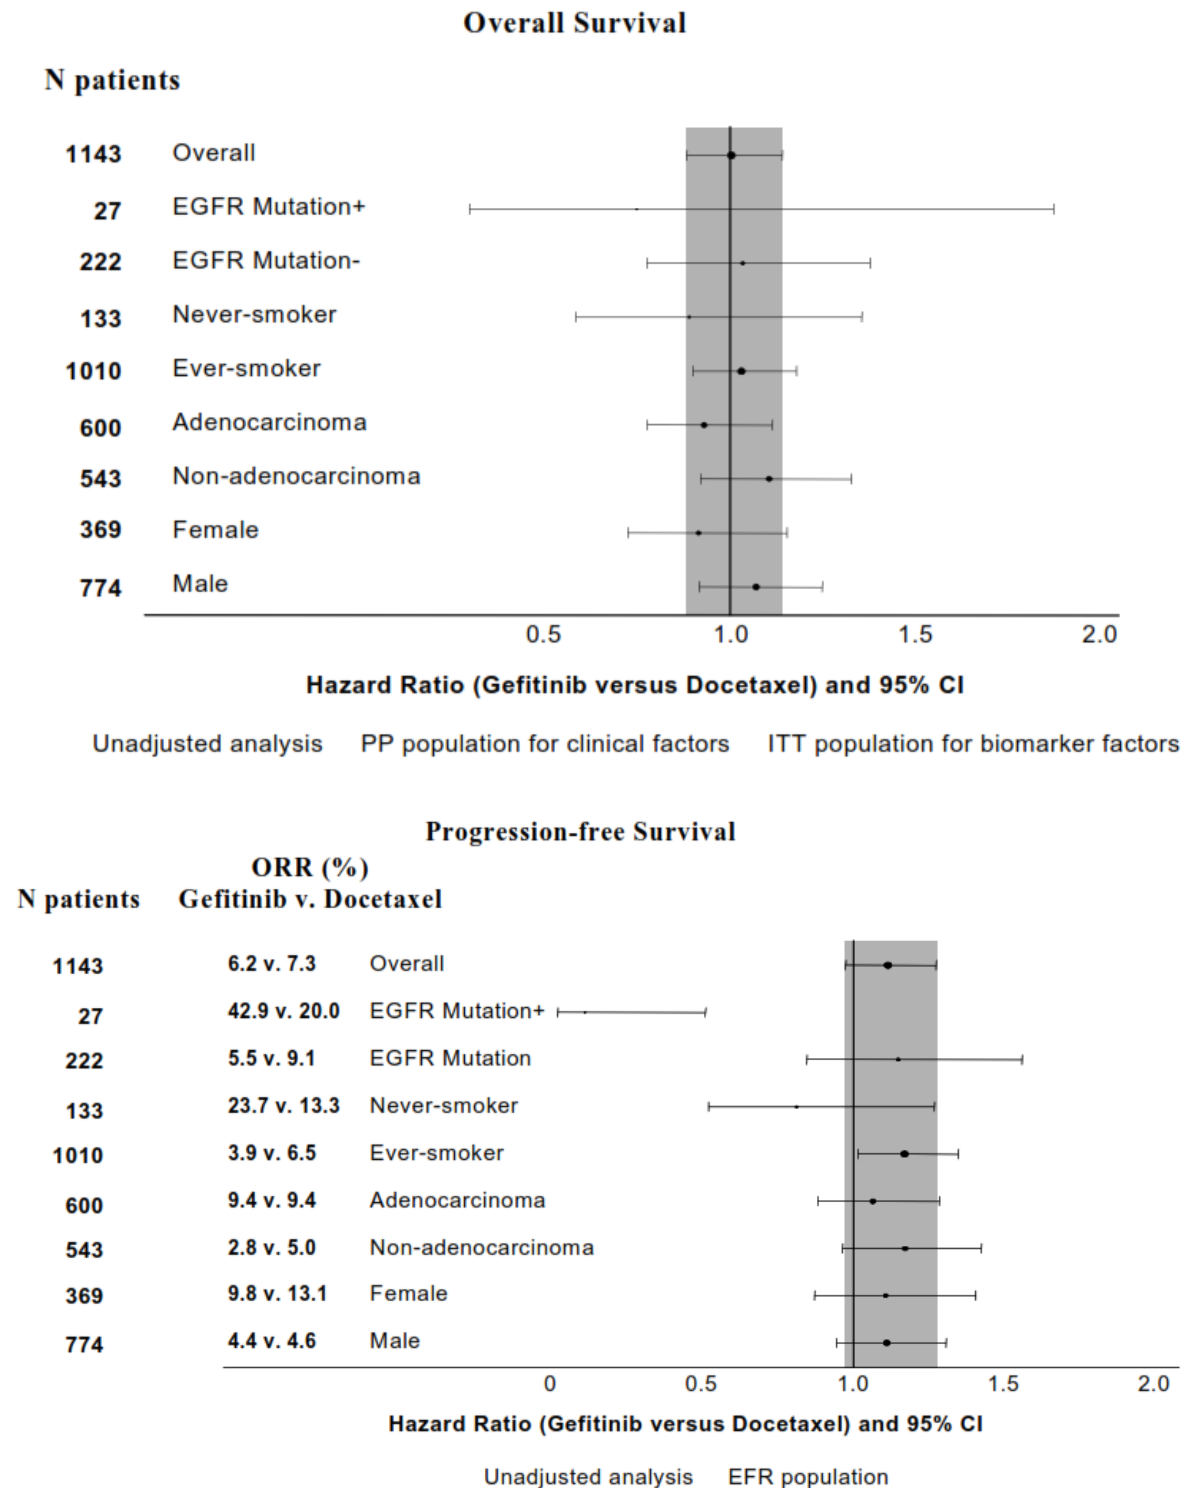 Overall Survival
N patients
1143 Overall
27 EGFR Mutation+
222 EGFR Mutation-
133 Never-smoker
1010 Ever-smoker
600 Adenocarcinoma
543 Non-adenocarcinoma
369 Female
774 Male
0.5 1.0 1.5 2.0
Hazard Ratio (Gefitinib versus Docetaxel) and 95% CI
Unadjusted analysis PP population for clinical factors ITT population for biomarker factors
Progression-free Survival
ORR (%)
N patients Gefitinib v. Docetaxel
1143 6.2 v. 7.3 Overall
27 42.9 v. 20.0 EGFR Mutation+
222 5.5 v. 9.1 EGFR Mutation
133 23.7 v. 13.3 Never-smoker
1010 3.9 v. 6.5 Ever-smoker
600 9.4 v. 9.4 Adenocarcinoma
543 2.8 v. 5.0 Non-adenocarcinoma
369 9.8 v. 13.1 Female
774 4.4 v. 4.6 Male
0 0.5 1.0 1.5 2.0
Hazard Ratio (Gefitinib versus Docetaxel) and 95% CI
Unadjusted analysis EFR population